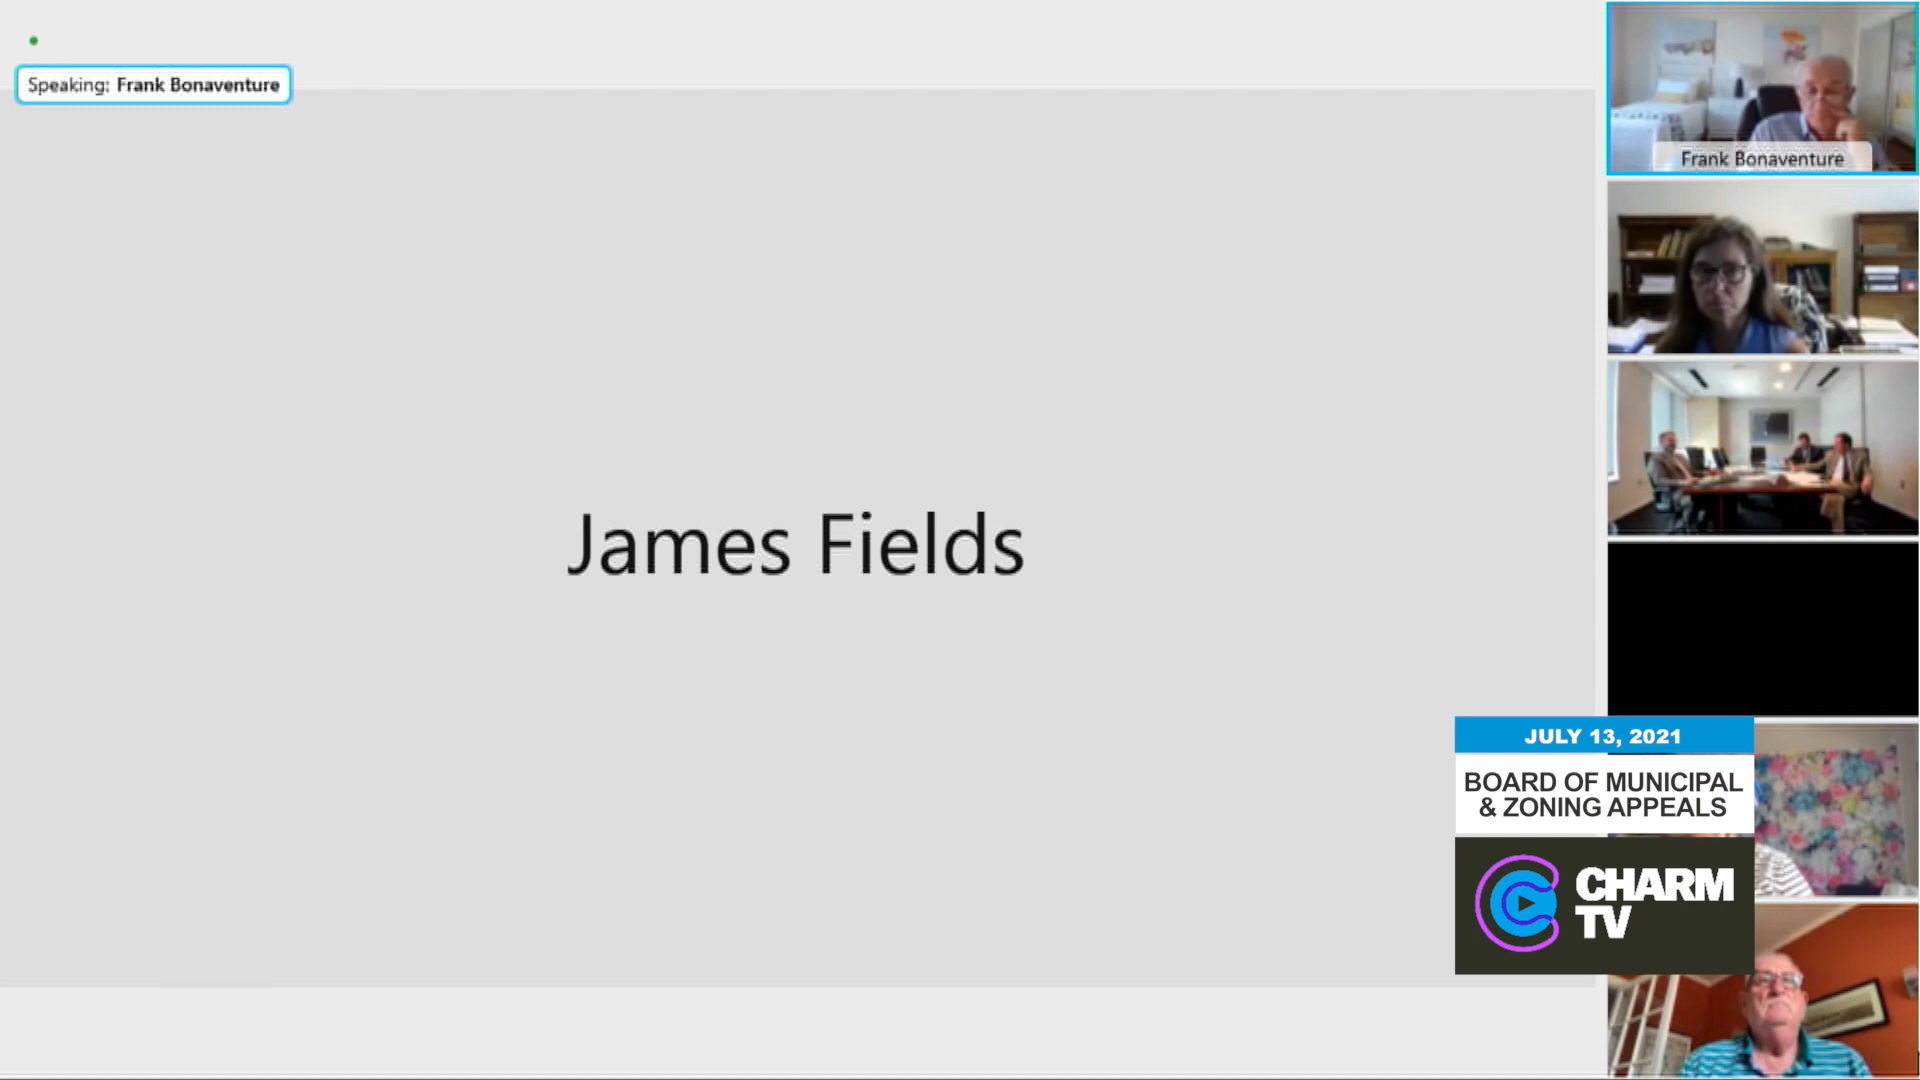 Speaking: Frank Bonaventure
Frank Bonaventure
James Fields
JULY 13, 2021
BOARD OF MUNICIPAL
& ZONING APPEALS
CHARM
TV